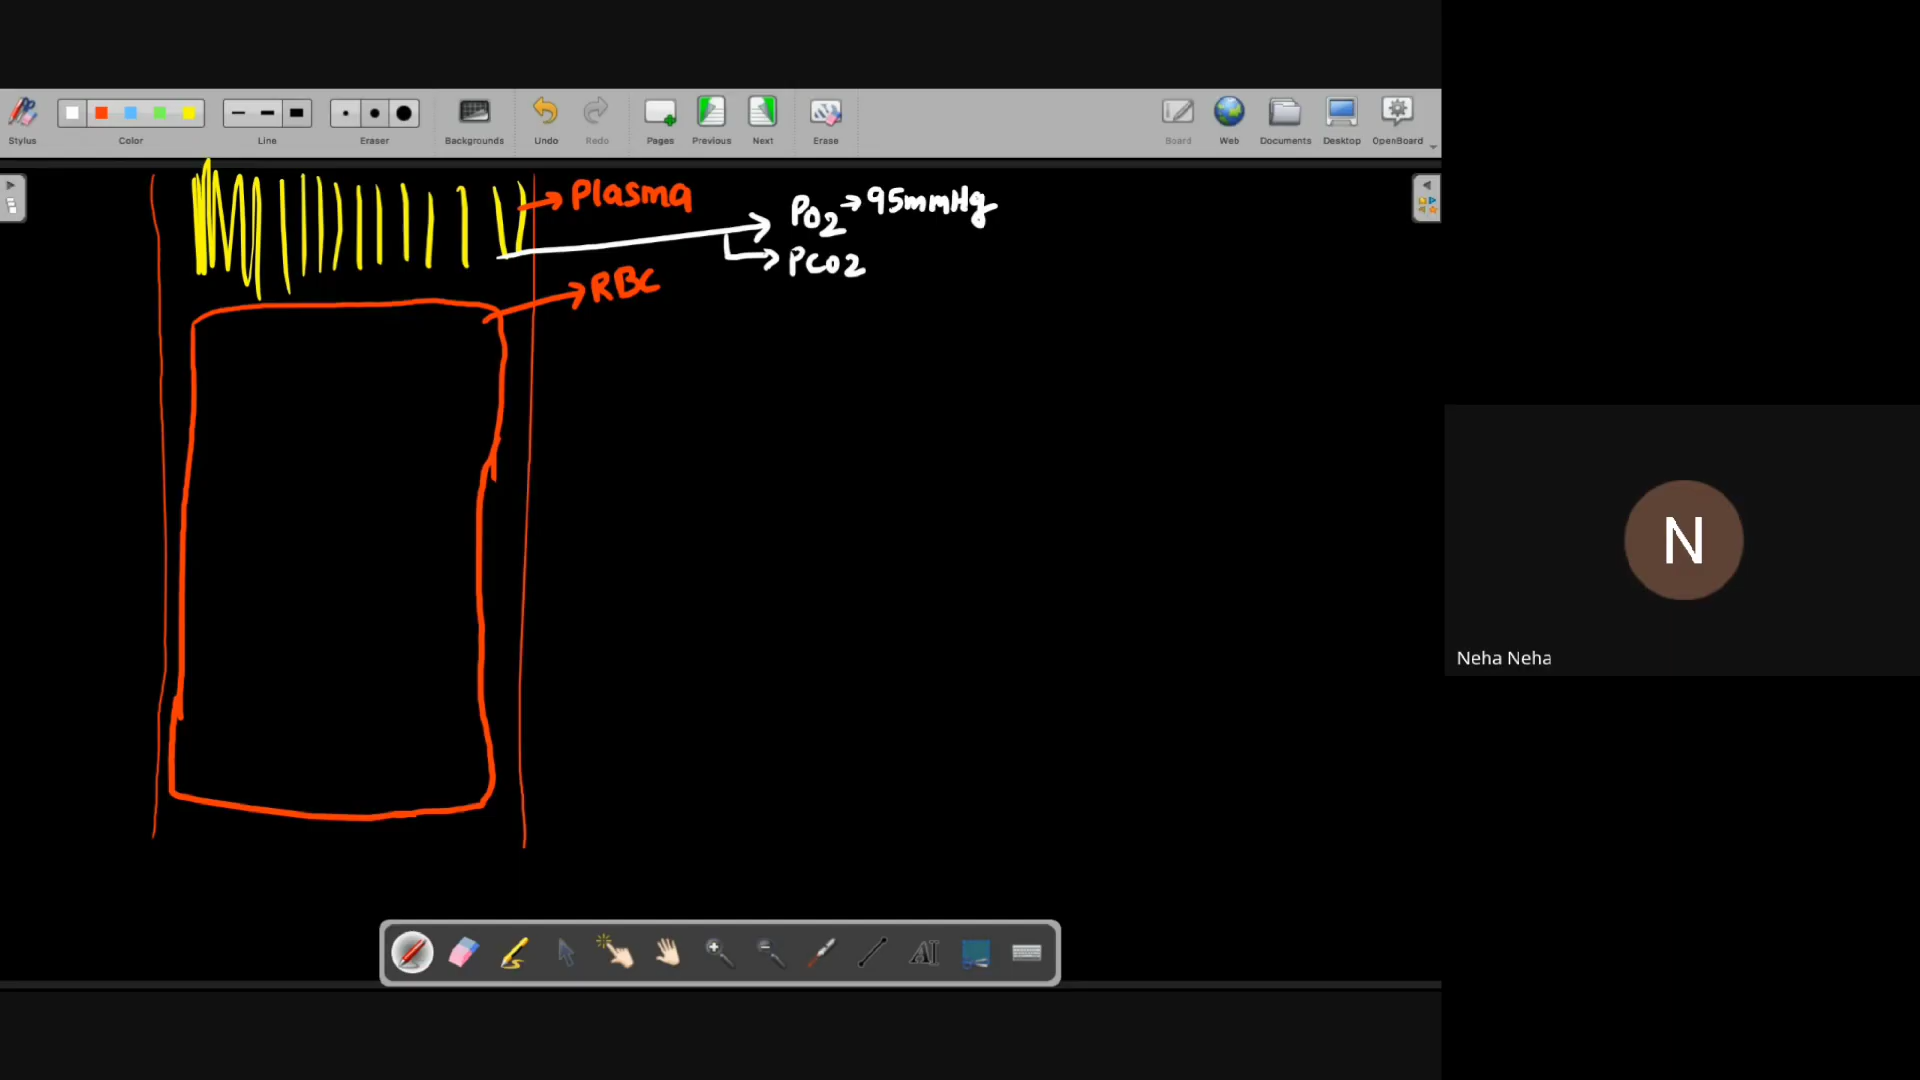 Stylus
Color
Line
Eraser
Backgrounds
Undo
Redo
Pages
Previous
Next
Erase
Board
Web
Documents
Desktop
OpenBoard
→ Plasma
PO2 → 95mmHg
PCO2
→ RBC
N
Neha Neha
AI